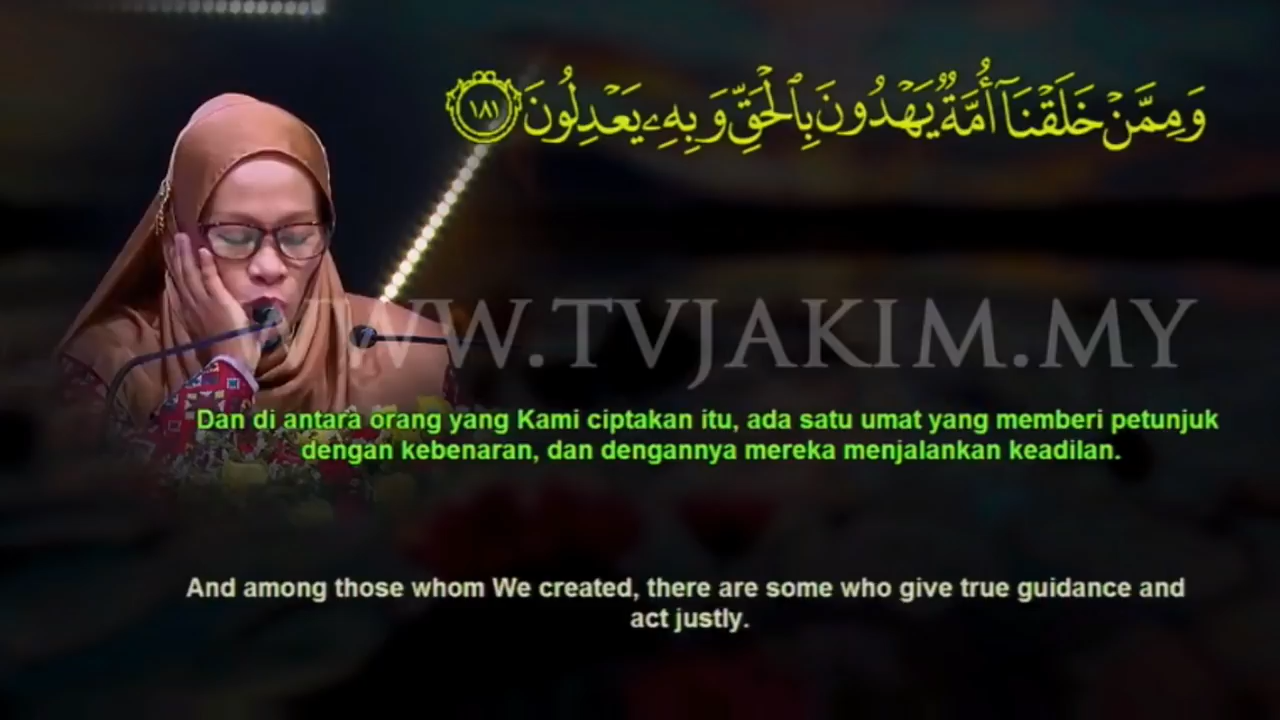 وَمِمَّنْ خَلَقْنَآ أُمَّةٌ يَهْدُونَ بِٱلْحَقِّ وَبِهِۦ يَعْدِلُونَ ١٨١
WWW.TVJAKIM.MY
Dan di antara orang yang Kami ciptakan itu, ada satu umat yang memberi petunjuk
dengan kebenaran, dan dengannya mereka menjalankan keadilan.
And among those whom We created, there are some who give true guidance and
act justly.